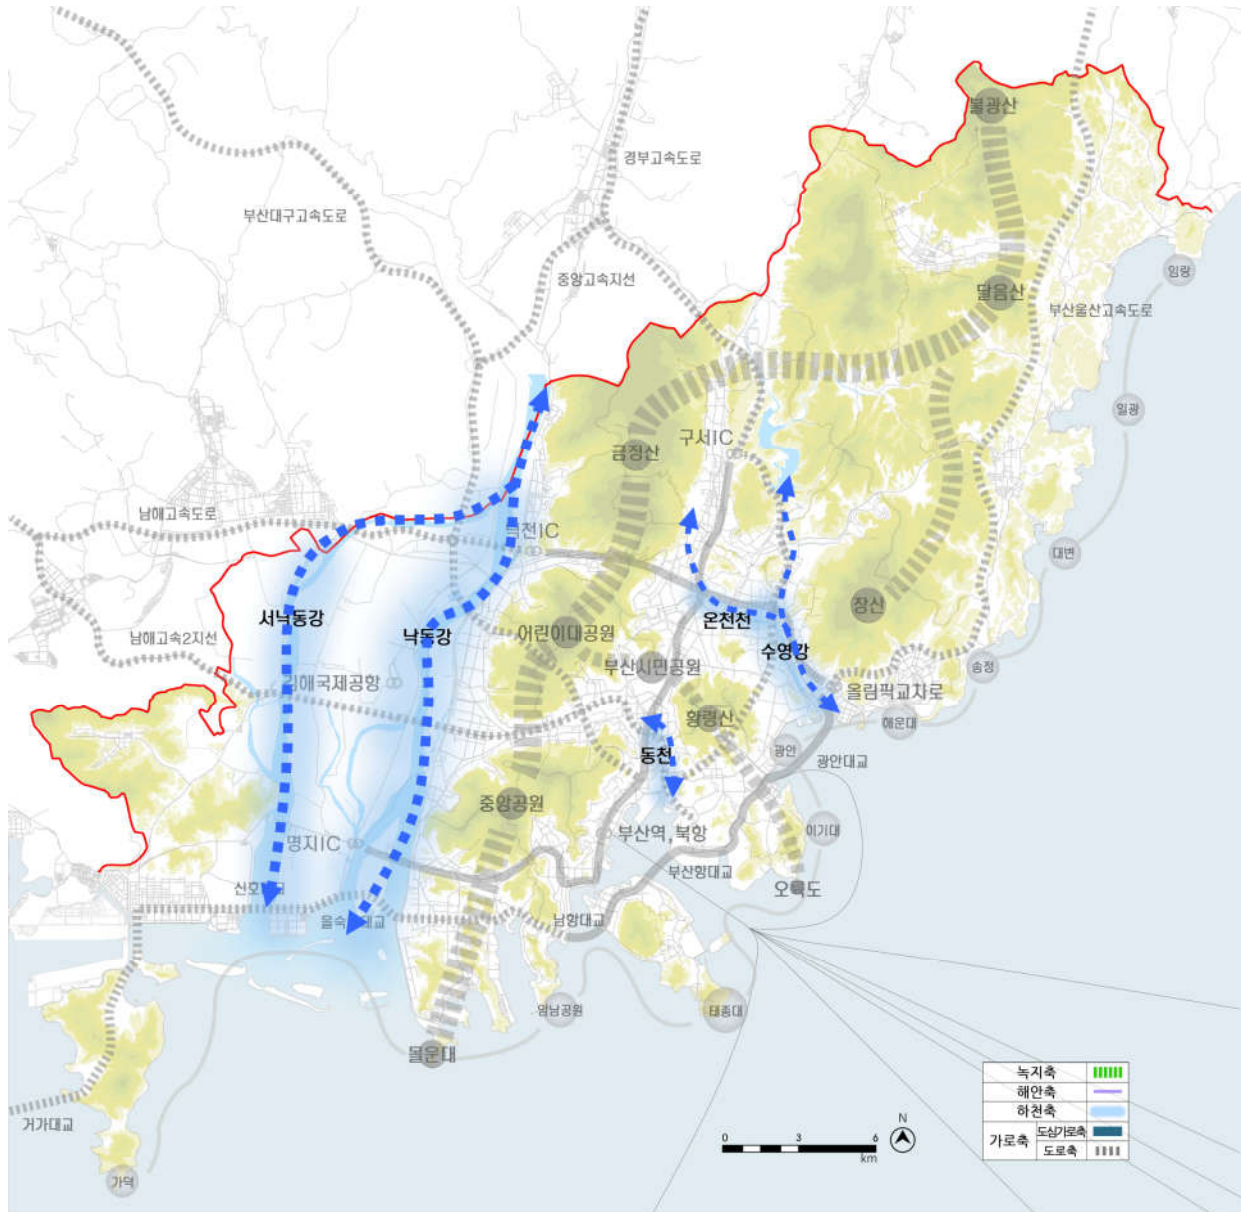 불광산
경부고속도로
부산대구고속도로
임랑
중앙고속지선
달음산
부산울산고속도로
일광
구서IC
금정산
남해고속도로
대변
장산
서낙동강
낙동강
온천천
어린이대공원
남해고속2지선
수영강
부산시민공원
송정
김해국제공항
올림픽교차로
황령산
해운대
광안
동천
광안대교
중앙공원
이기대
부산역, 북항
명지IC
부산항대교
오륙도
남항대교
암남공원
태종대
몰운대
녹지축
해안축
하천축
가로축
도심가로축
도로축
거가대교
N
0 3 6
km
가덕